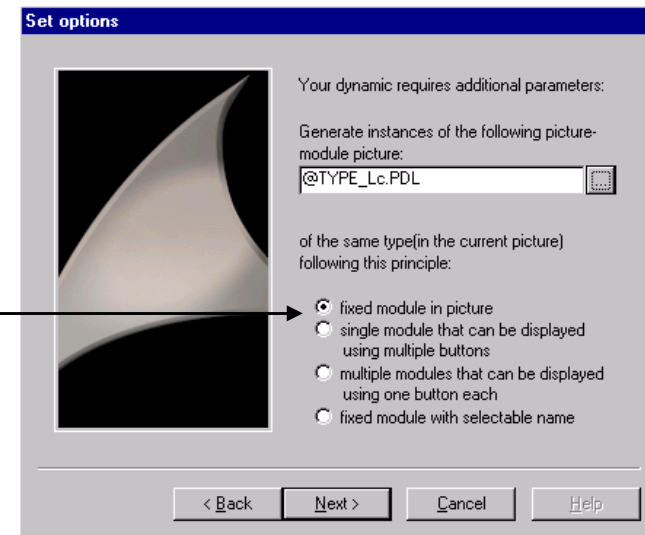 Set options
Your dynamic requires additional parameters:
Generate instances of the following picture-
module picture:
@TYPE_Lc.PDL
...
of the same type(in the current picture)
following this principle:
fixed module in picture
single module that can be displayed
using multiple buttons
multiple modules that can be displayed
using one button each
fixed module with selectable name
< Back
Next >
Cancel
Help